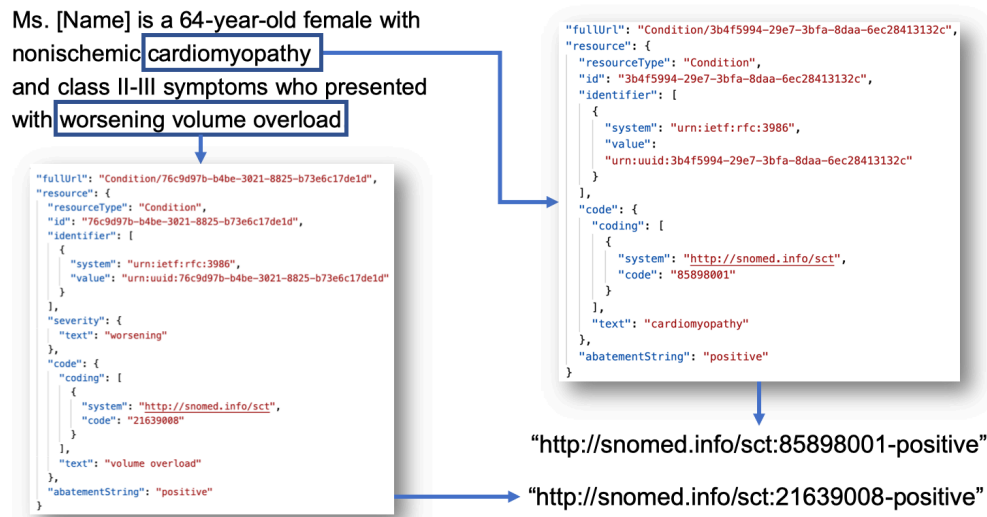 Ms. [Name] is a 64-year-old female with
nonischemic cardiomyopathy
and class II-III symptoms who presented
with worsening volume overload
"fullUrl": "Condition/76c9d97b-b4be-3021-8825-b73e6c17de1d",
"resource": {
"resourceType": "Condition",
"id": "76c9d97b-b4be-3021-8825-b73e6c17de1d",
"identifier": [
{
"system": "urn:ietf:rfc:3986",
"value": "urn:uuid:76c9d97b-b4be-3021-8825-b73e6c17de1d"
}
],
"severity": {
"text": "worsening"
},
"code": {
"coding": [
{
"system": "http://snomed.info/sct",
"code": "21639008"
}
],
"text": "volume overload"
},
"abatementString": "positive"
}
"fullUrl": "Condition/3b4f5994-29e7-3bfa-8daa-6ec28413132c",
"resource": {
"resourceType": "Condition",
"id": "3b4f5994-29e7-3bfa-8daa-6ec28413132c",
"identifier": [
{
"system": "urn:ietf:rfc:3986",
"value":
"urn:uuid:3b4f5994-29e7-3bfa-8daa-6ec28413132c"
}
],
"code": {
"coding": [
{
"system": "http://snomed.info/sct",
"code": "85898001"
}
],
"text": "cardiomyopathy"
},
"abatementString": "positive"
}
“http://snomed.info/sct:85898001-positive”
“http://snomed.info/sct:21639008-positive”